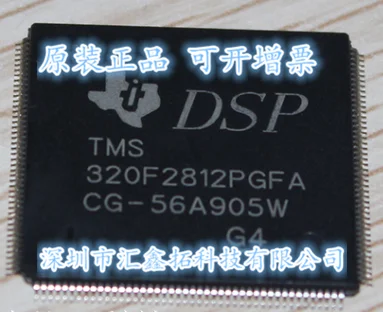 原装正品 可开增票
DSP
TMS
320F2812PGFA
CG-56A905W
G4
深圳市汇鑫拓科技有限公司